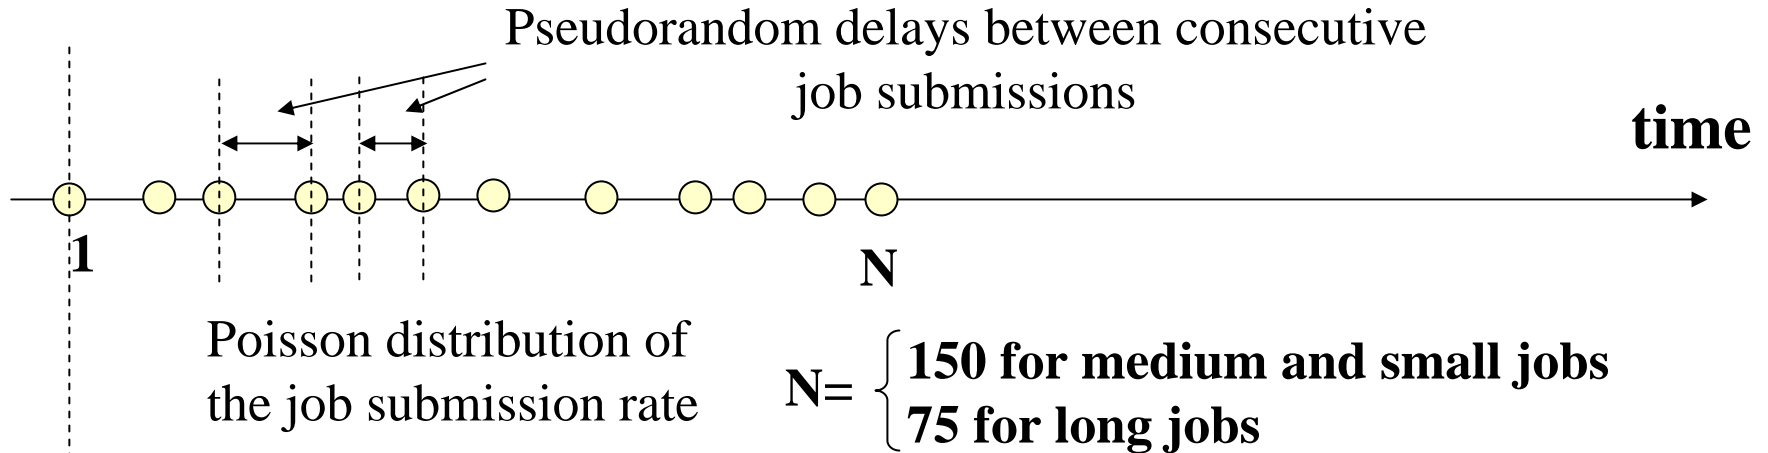 Pseudorandom delays between consecutive
job submissions
time
1
N
Poisson distribution of
the job submission rate
N=
150 for medium and small jobs
75 for long jobs